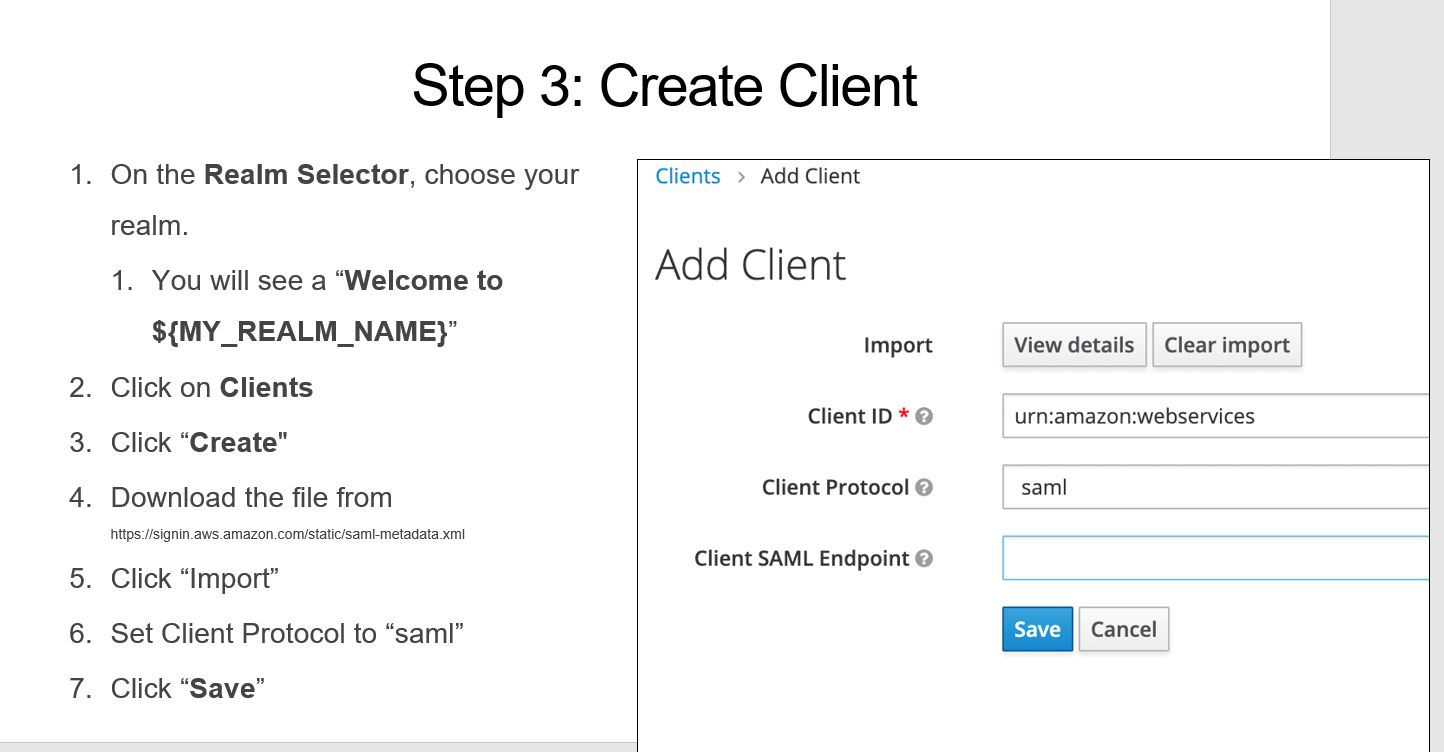 Step 3: Create Client
1. On the Realm Selector, choose your
realm.
1. You will see a “Welcome to
${MY_REALM_NAME}”
2. Click on Clients
3. Click “Create"
4. Download the file from
https://signin.aws.amazon.com/static/saml-metadata.xml
5. Click “Import”
6. Set Client Protocol to “saml”
7. Click “Save”
Clients > Add Client
Add Client
Import View details Clear import
Client ID * ? urn:amazon:webservices
Client Protocol ? saml
Client SAML Endpoint ?
Save Cancel